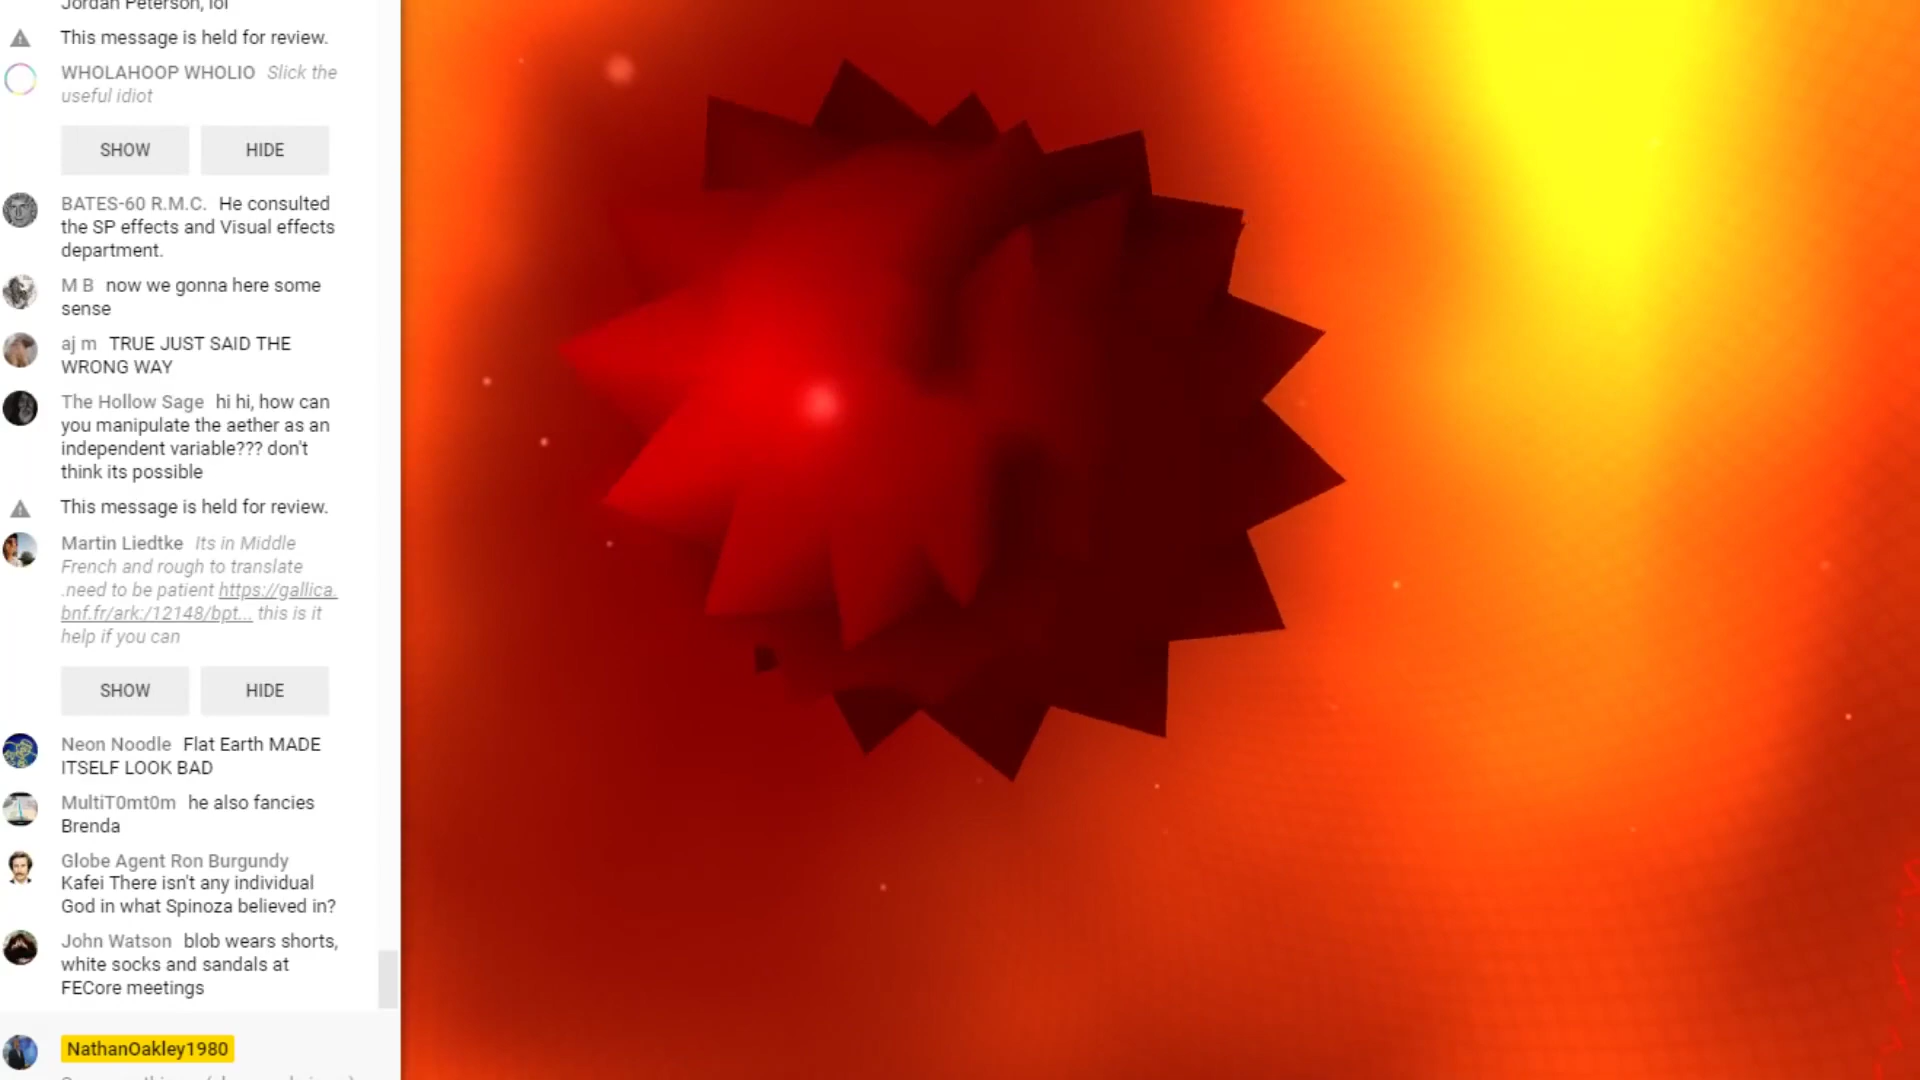 Jordan Peterson, lol
This message is held for review.
WHOLAHOOP WHOLIO Slick the
useful idiot
SHOW HIDE
BATES-60 R.M.C. He consulted
the SP effects and Visual effects
department.
M B now we gonna here some
sense
aj m TRUE JUST SAID THE
WRONG WAY
The Hollow Sage hi hi, how can
you manipulate the aether as an
independent variable??? don't
think its possible
This message is held for review.
Martin Liedtke Its in Middle
French and rough to translate
.need to be patient https://gallica.
bnf.fr/ark:/12148/bpt... this is it
help if you can
SHOW HIDE
Neon Noodle Flat Earth MADE
ITSELF LOOK BAD
MultiT0mt0m he also fancies
Brenda
Globe Agent Ron Burgundy
Kafei There isn't any individual
God in what Spinoza believed in?
John Watson blob wears shorts,
white socks and sandals at
FECore meetings
NathanOakley1980